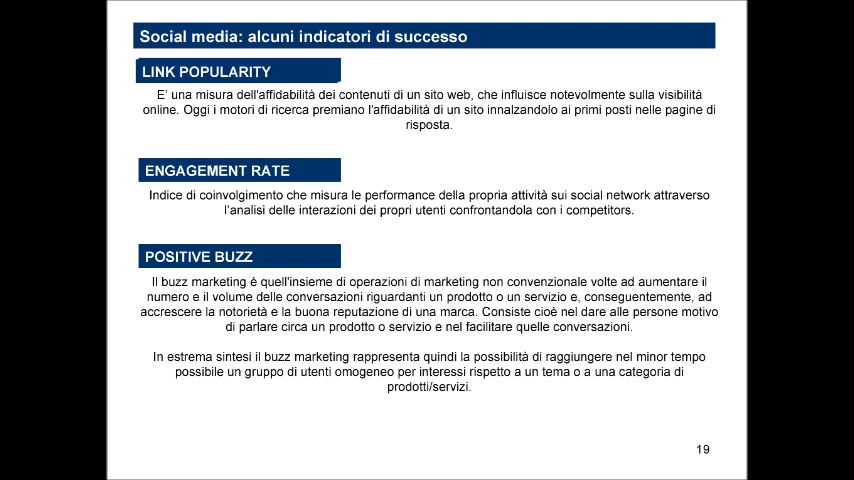 Social media: alcuni indicatori di successo
LINK POPULARITY
E' una misura dell'affidabilità dei contenuti di un sito web, che influisce notevolmente sulla visibilità
online. Oggi i motori di ricerca premiano l'affidabilità di un sito innalzandolo ai primi posti nelle pagine di
risposta.
ENGAGEMENT RATE
Indice di coinvolgimento che misura le performance della propria attività sui social network attraverso
l'analisi delle interazioni dei propri utenti confrontandola con i competitors.
POSITIVE BUZZ
Il buzz marketing è quell'insieme di operazioni di marketing non convenzionale volte ad aumentare il
numero e il volume delle conversazioni riguardanti un prodotto o un servizio e, conseguentemente, ad
accrescere la notorietà e la buona reputazione di una marca. Consiste cioè nel dare alle persone motivo
di parlare circa un prodotto o servizio e nel facilitare quelle conversazioni.
In estrema sintesi il buzz marketing rappresenta quindi la possibilità di raggiungere nel minor tempo
possibile un gruppo di utenti omogeneo per interessi rispetto a un tema o a una categoria di
prodotti/servizi.
19